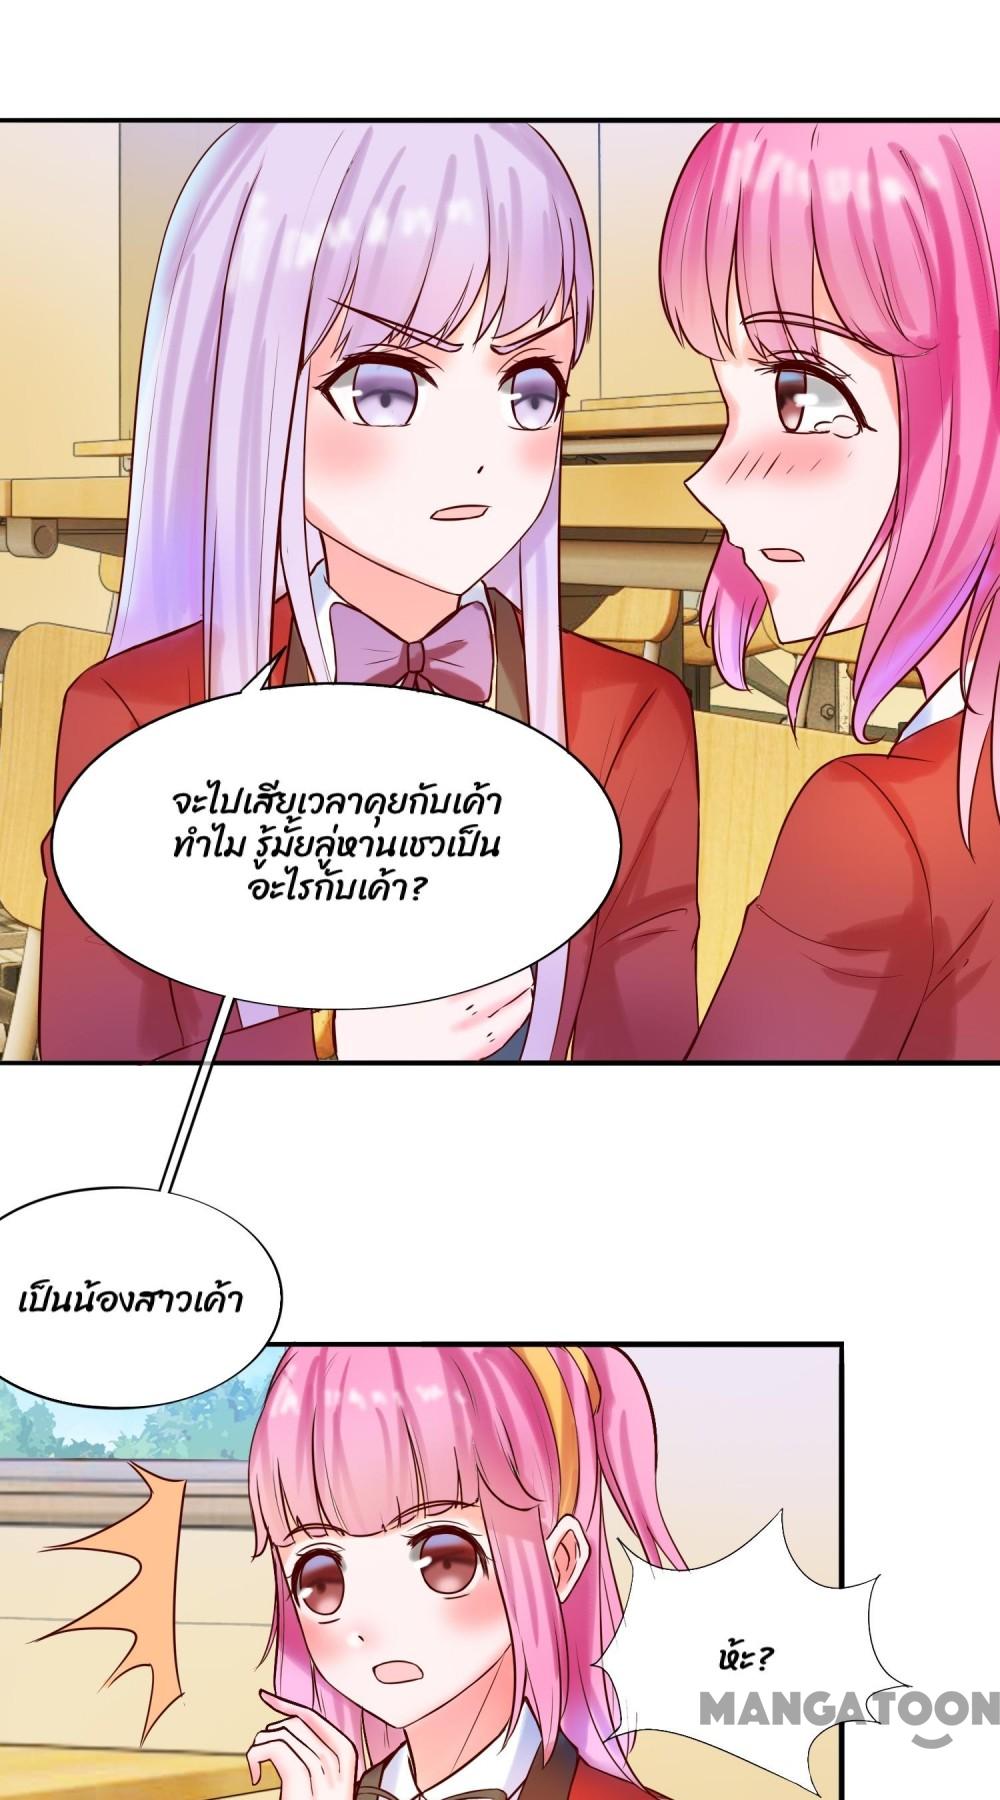 จะไปเสียเวลาคุยกับเค้า
ทำไม รู้มั้ยลู่หานเชวเป็น
อะไรกับเค้า?
เป็นน้องสาวเค้า
ห้ะ?
MANGATOON